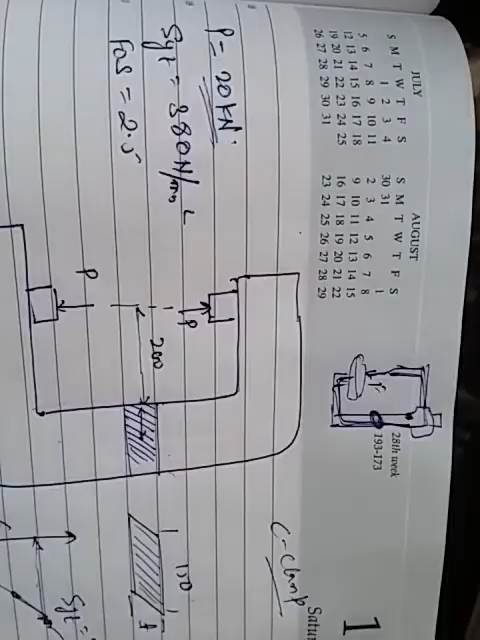 JULY
S M T W T F S
1 2 3 4
5 6 7 8 9 10 11
12 13 14 15 16 17 18
19 20 21 22 23 24 25
26 27 28 29 30 31
AUGUST
S M T W T F S
30 31 1
2 3 4 5 6 7 8
9 10 11 12 13 14 15
16 17 18 19 20 21 22
23 24 25 26 27 28 29
28th week
193-173
1
Satur
C-Clamp
P = 20 KN.
Syt = 380N/mm2
FOS = 2.5
P
P
200
150
t
Syt =